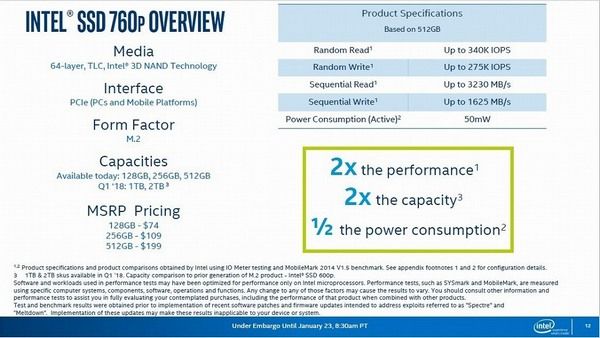 INTEL® SSD 760P OVERVIEW
Media
64-layer, TLC, Intel® 3D NAND Technology
Interface
PCIe (PCs and Mobile Platforms)
Form Factor
M.2
Capacities
Available today: 128GB, 256GB, 512GB
Q1 '18: 1TB, 2TB³
MSRP Pricing
128GB - $74
256GB - $109
512GB - $199
Product Specifications
Based on 512GB
Random Read¹ Up to 340K IOPS
Random Write¹ Up to 275K IOPS
Sequential Read¹ Up to 3230 MB/s
Sequential Write¹ Up to 1625 MB/s
Power Consumption (Active)² 50mW
2x the performance¹
2x the capacity³
½ the power consumption²
1,2 Product specifications and product comparisons obtained by Intel using IO Meter testing and MobileMark 2014 V1.5 benchmark. See appendix footnotes 1 and 2 for configuration details.
3 1TB & 2TB skus available in Q1 '18. Capacity comparison to prior generation of M.2 product - Intel® SSD 600p.
Software and workloads used in performance tests may have been optimized for performance only on Intel microprocessors. Performance tests, such as SYSmark and MobileMark, are measured
using specific computer systems, components, software, operations and functions. Any change to any of those factors may cause the results to vary. You should consult other information and
performance tests to assist you in fully evaluating your contemplated purchases, including the performance of that product when combined with other products.
Test and benchmark results were obtained prior to implementation of recent software patches and firmware updates intended to address exploits referred to as "Spectre" and
"Meltdown". Implementation of these updates may make these results inapplicable to your device or system.
Under Embargo Until January 23, 8:30am PT
intel
12